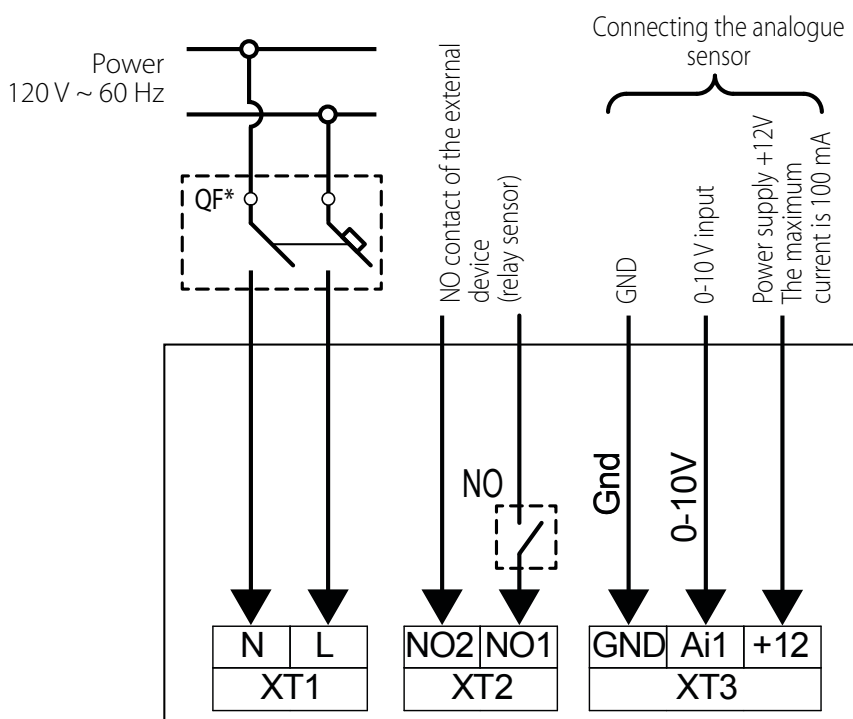 Power
120 V ~ 60 Hz
QF*
NO contact of the external
device
(relay sensor)
Connecting the analogue
sensor
GND
0-10 V input
Power supply +12V
The maximum
current is 100 mA
NO
Gnd
0-10V
N L
XT1
NO2 NO1
XT2
GND Ai1 +12
XT3